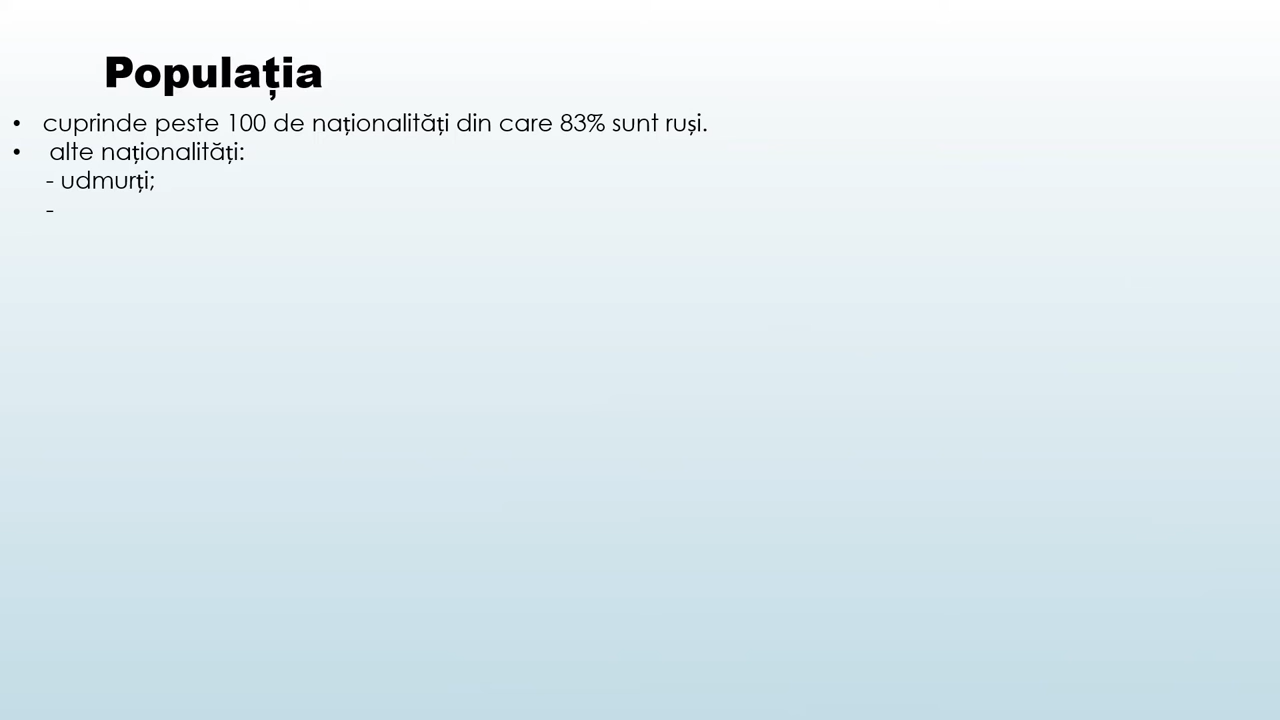 Populația
• cuprinde peste 100 de naționalități din care 83% sunt ruși.
• alte naționalități:
- udmurți;
-